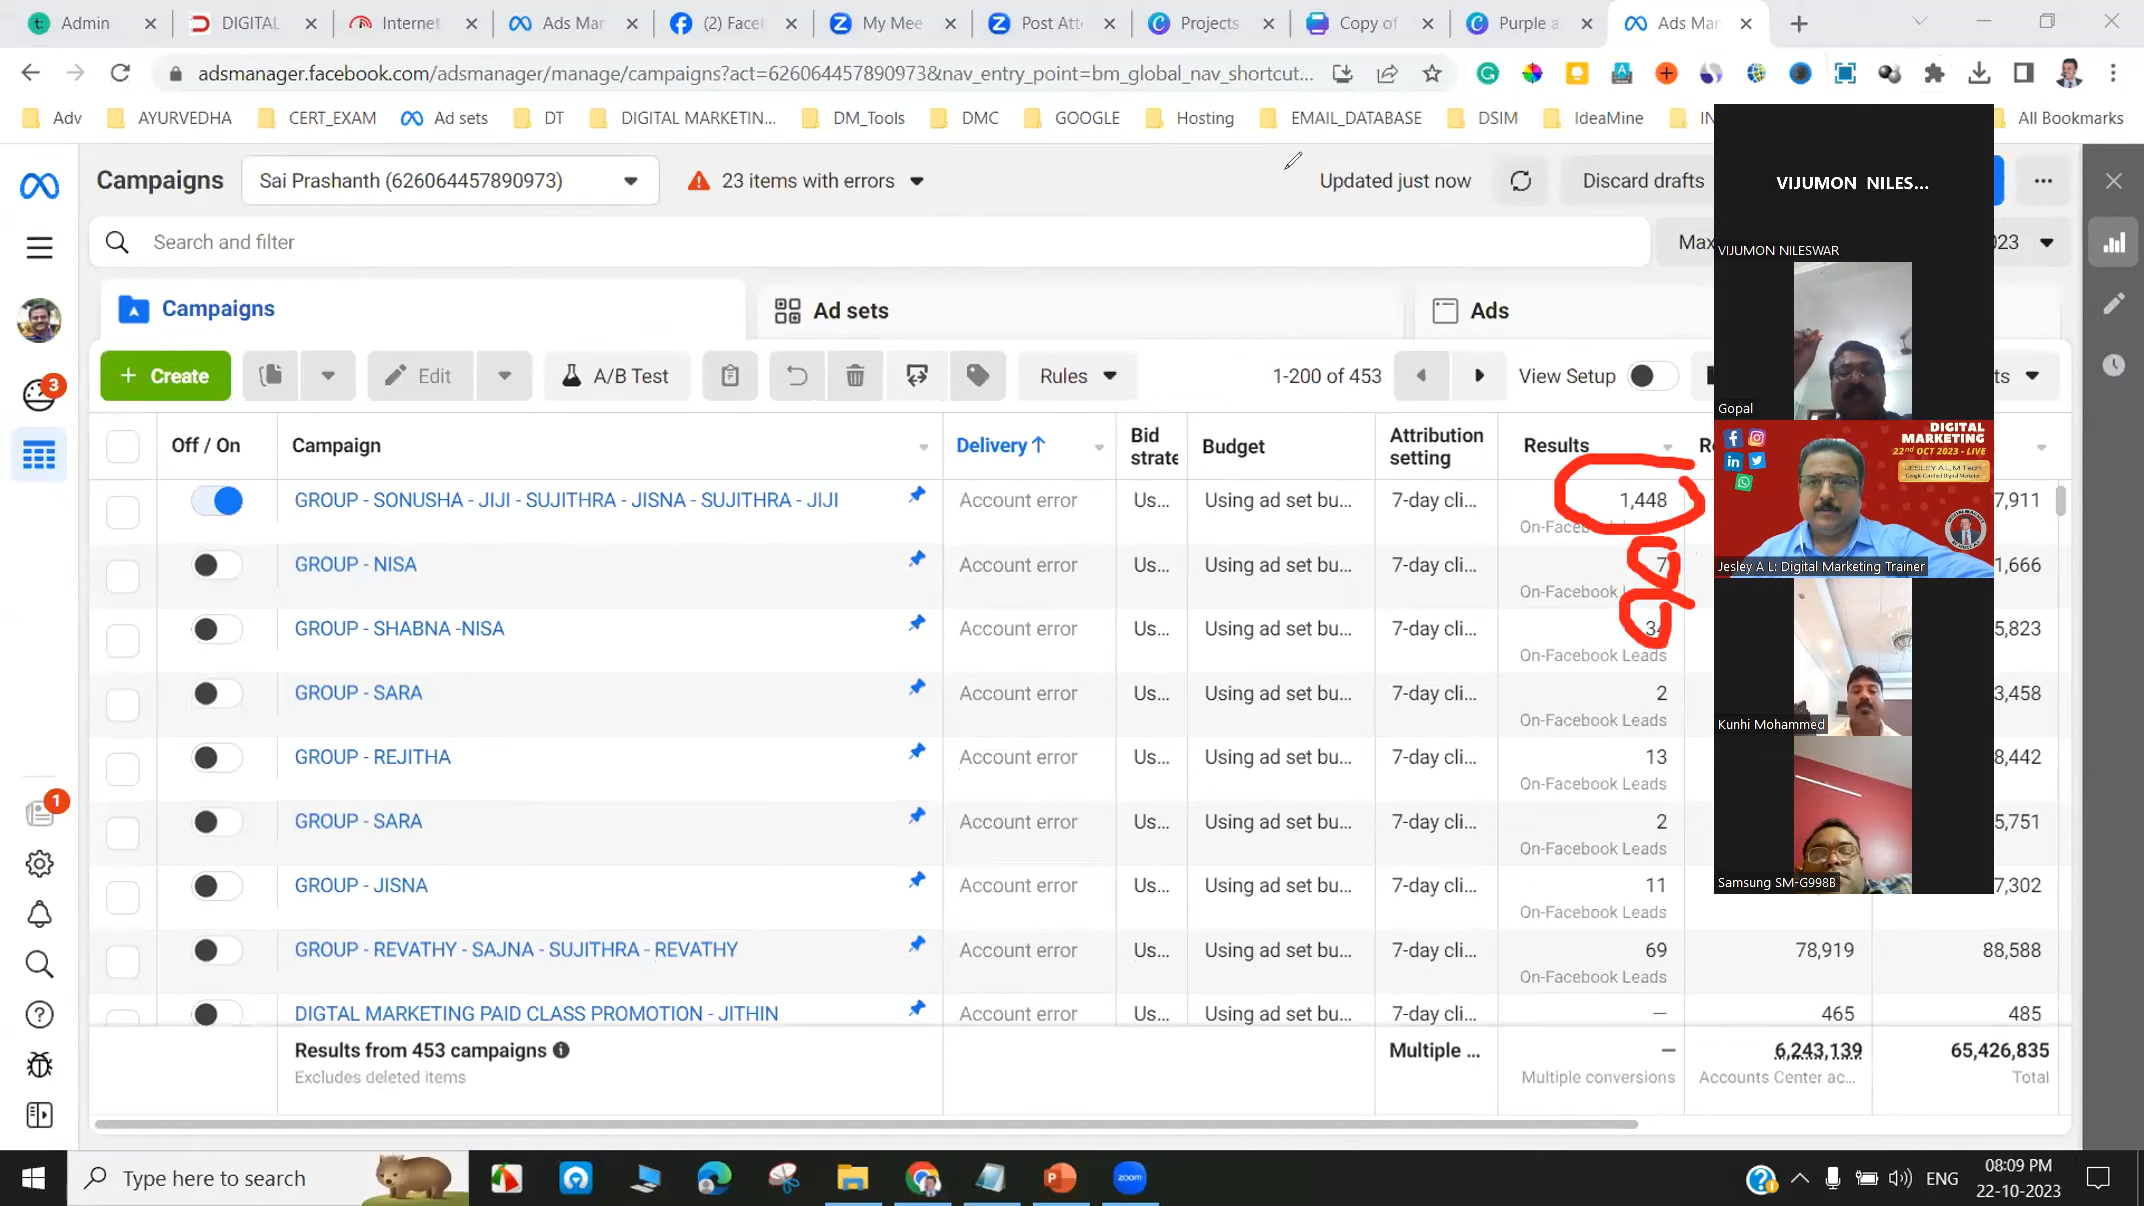 Admin DIGITAL Internet Ads Mar (2) Facel My Mee Post Att Projects Copy of Purple a Ads Mar
adsmanager.facebook.com/adsmanager/manage/campaigns?act=626064457890973&nav_entry_point=bm_global_nav_shortcut...
Adv AYURVEDHA CERT_EXAM Ad sets DT DIGITAL MARKETIN... DM_Tools DMC GOOGLE Hosting EMAIL_DATABASE DSIM IdeaMine IN All Bookmarks
Campaigns Sai Prashanth (626064457890973) 23 items with errors Updated just now Discard drafts
Search and filter Max
Campaigns Ad sets Ads
+ Create Edit A/B Test Rules 1-200 of 453 View Setup
Off / On Campaign Delivery↑ Bid strate Budget Attribution setting Results
GROUP - SONUSHA - JIJI - SUJITHRA - JISNA - SUJITHRA - JIJI Account error Us... Using ad set bu... 7-day cli... 1,448 7,911
On-Facebook Leads
GROUP - NISA Account error Us... Using ad set bu... 7-day cli... 7 1,666
On-Facebook L
GROUP - SHABNA -NISA Account error Us... Using ad set bu... 7-day cli... 34 5,823
On-Facebook Leads
GROUP - SARA Account error Us... Using ad set bu... 7-day cli... 2 3,458
On-Facebook Leads
GROUP - REJITHA Account error Us... Using ad set bu... 7-day cli... 13 8,442
On-Facebook Leads
GROUP - SARA Account error Us... Using ad set bu... 7-day cli... 2 5,751
On-Facebook Leads
GROUP - JISNA Account error Us... Using ad set bu... 7-day cli... 11 7,302
On-Facebook Leads
GROUP - REVATHY - SAJNA - SUJITHRA - REVATHY Account error Us... Using ad set bu... 7-day cli... 69 78,919 88,588
On-Facebook Leads
DIGTAL MARKETING PAID CLASS PROMOTION - JITHIN Account error Us... Using ad set bu... 7-day cli... — 465 485
Results from 453 campaigns Multiple ... — 6,243,139 65,426,835
Excludes deleted items Multiple conversions Accounts Center ac... Total
3
1
VIJUMON NILES...
VIJUMON NILESWAR
Gopal
DIGITAL
MARKETING
22nd OCT 2023 - LIVE
JESLEY A L, M.Tech
Google Certified Digital Marketer
Jesley A L: Digital Marketing Trainer
Kunhi Mohammed
Samsung SM-G998B
Type here to search zoom ENG 08:09 PM
22-10-2023